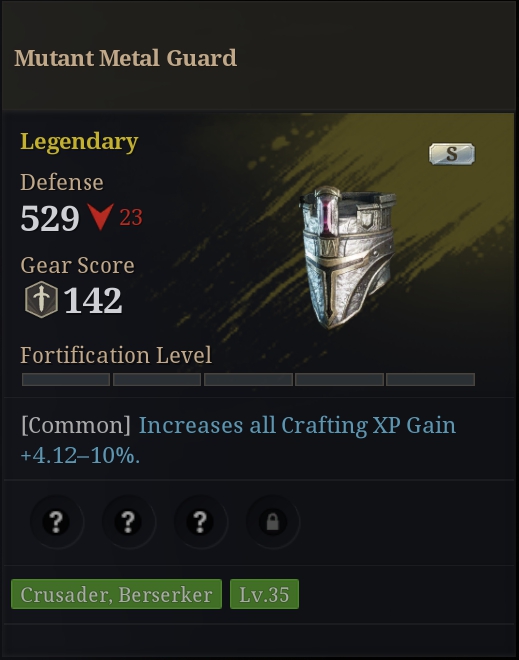 Mutant Metal Guard
Legendary
S
Defense
529 23
Gear Score
142
Fortification Level
[Common] Increases all Crafting XP Gain
+4.12–10%.
? ? ?
Crusader, Berserker Lv.35